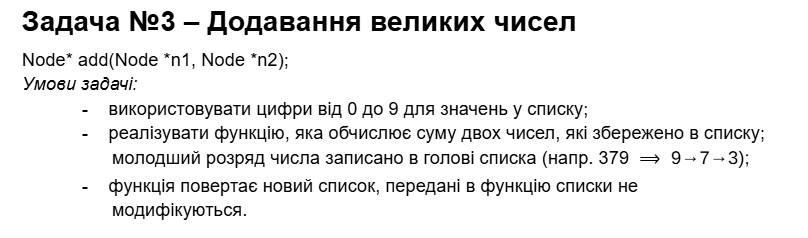 Задача №3 – Додавання великих чисел
Node* add(Node *n1, Node *n2);
Умови задачі:
- використовувати цифри від 0 до 9 для значень у списку;
- реалізувати функцію, яка обчислює суму двох чисел, які збережено в списку;
молодший розряд числа записано в голові списка (напр. 379 ⟹ 9→7→3);
- функція повертає новий список, передані в функцію списки не
модифікуються.